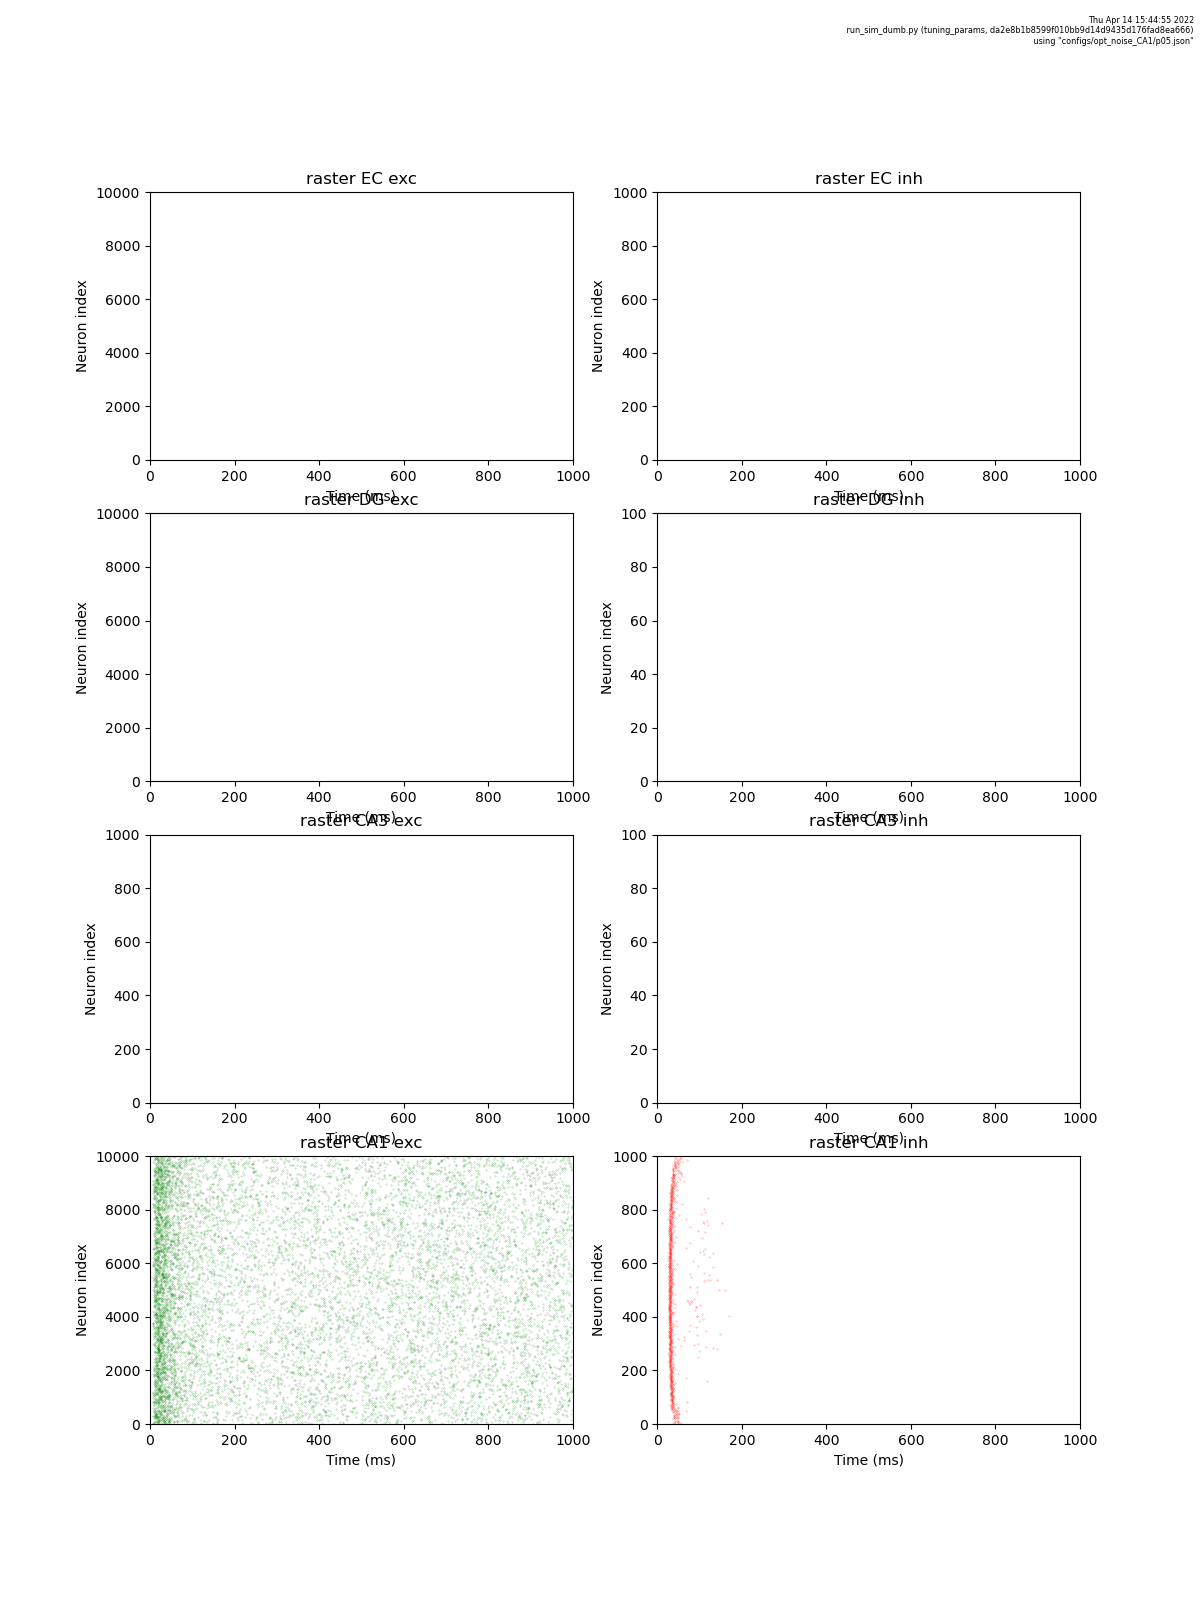 Thu Apr 14 15:44:55 2022
run_sim_dumb.py (tuning_params, da2e8b1b8599f010bb9d14d9435d176fad8ea666)
using "configs/opt_noise_CA1/p05.json"
raster EC exc
10000
8000
6000
4000
2000
0
Neuron index
0 200 400 600 800 1000
Time (ms)
raster EC inh
1000
800
600
400
200
0
Neuron index
0 200 400 600 800 1000
Time (ms)
raster DG exc
10000
8000
6000
4000
2000
0
Neuron index
0 200 400 600 800 1000
Time (ms)
raster DG inh
100
80
60
40
20
0
Neuron index
0 200 400 600 800 1000
Time (ms)
raster CA3 exc
1000
800
600
400
200
0
Neuron index
0 200 400 600 800 1000
Time (ms)
raster CA3 inh
100
80
60
40
20
0
Neuron index
0 200 400 600 800 1000
Time (ms)
raster CA1 exc
10000
8000
6000
4000
2000
0
Neuron index
0 200 400 600 800 1000
Time (ms)
raster CA1 inh
1000
800
600
400
200
0
Neuron index
0 200 400 600 800 1000
Time (ms)